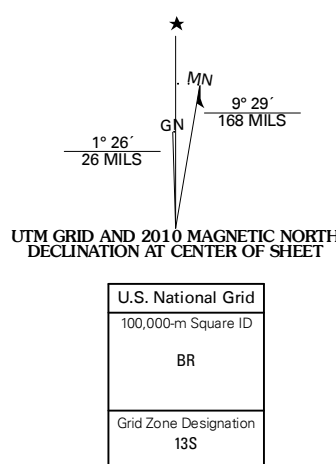 ★
MN
GN
9° 29´
168 MILS
1° 26´
26 MILS
UTM GRID AND 2010 MAGNETIC NORTH
DECLINATION AT CENTER OF SHEET
U.S. National Grid
100,000-m Square ID
BR
Grid Zone Designation
13S